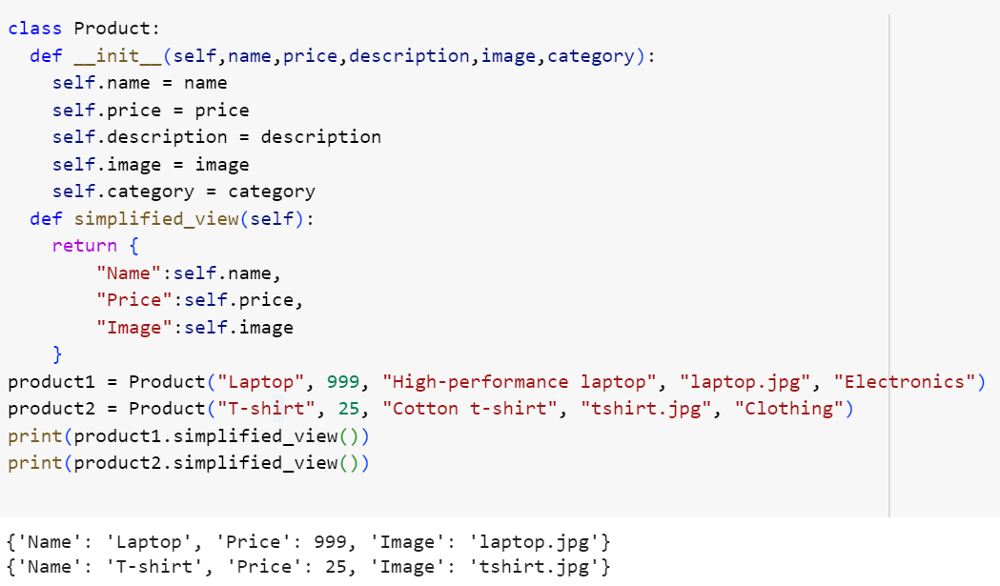 class Product:
  def __init__(self,name,price,description,image,category):
    self.name = name
    self.price = price
    self.description = description
    self.image = image
    self.category = category
  def simplified_view(self):
    return {
        "Name":self.name,
        "Price":self.price,
        "Image":self.image
    }
product1 = Product("Laptop", 999, "High-performance laptop", "laptop.jpg", "Electronics")
product2 = Product("T-shirt", 25, "Cotton t-shirt", "tshirt.jpg", "Clothing")
print(product1.simplified_view())
print(product2.simplified_view())
{'Name': 'Laptop', 'Price': 999, 'Image': 'laptop.jpg'}
{'Name': 'T-shirt', 'Price': 25, 'Image': 'tshirt.jpg'}